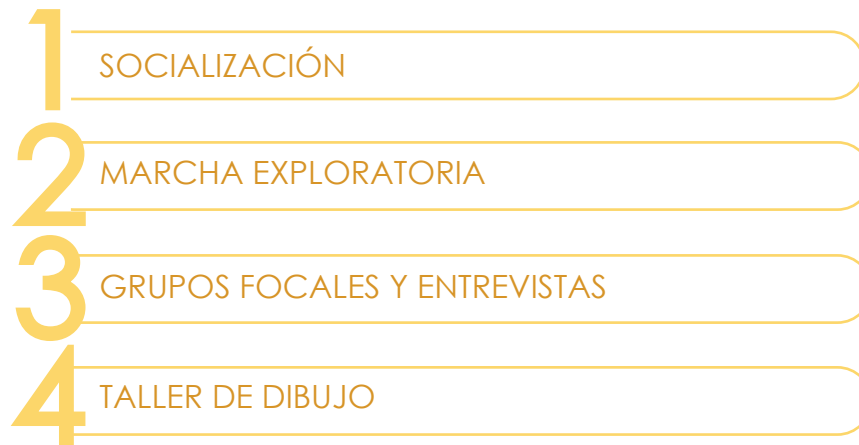 1 SOCIALIZACIÓN
2 MARCHA EXPLORATORIA
3 GRUPOS FOCALES Y ENTREVISTAS
4 TALLER DE DIBUJO